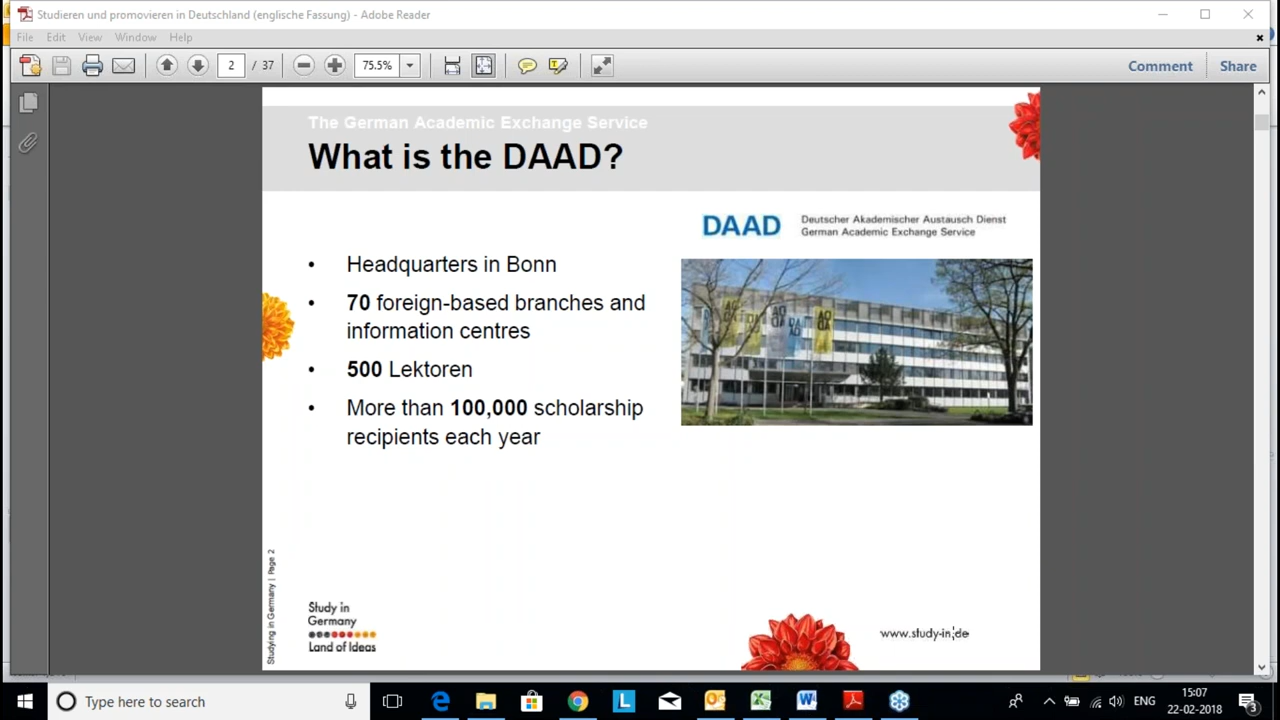 Studieren und promovieren in Deutschland (englische Fassung) - Adobe Reader
File Edit View Window Help
2 / 37 75.5% Comment Share
The German Academic Exchange Service
What is the DAAD?
DAAD Deutscher Akademischer Austausch Dienst
German Academic Exchange Service
• Headquarters in Bonn
• 70 foreign-based branches and
information centres
• 500 Lektoren
• More than 100,000 scholarship
recipients each year
Studying in Germany | Page 2
Study in
Germany
Land of Ideas
www.study-in.de
Type here to search
ENG
15:07
22-02-2018
3